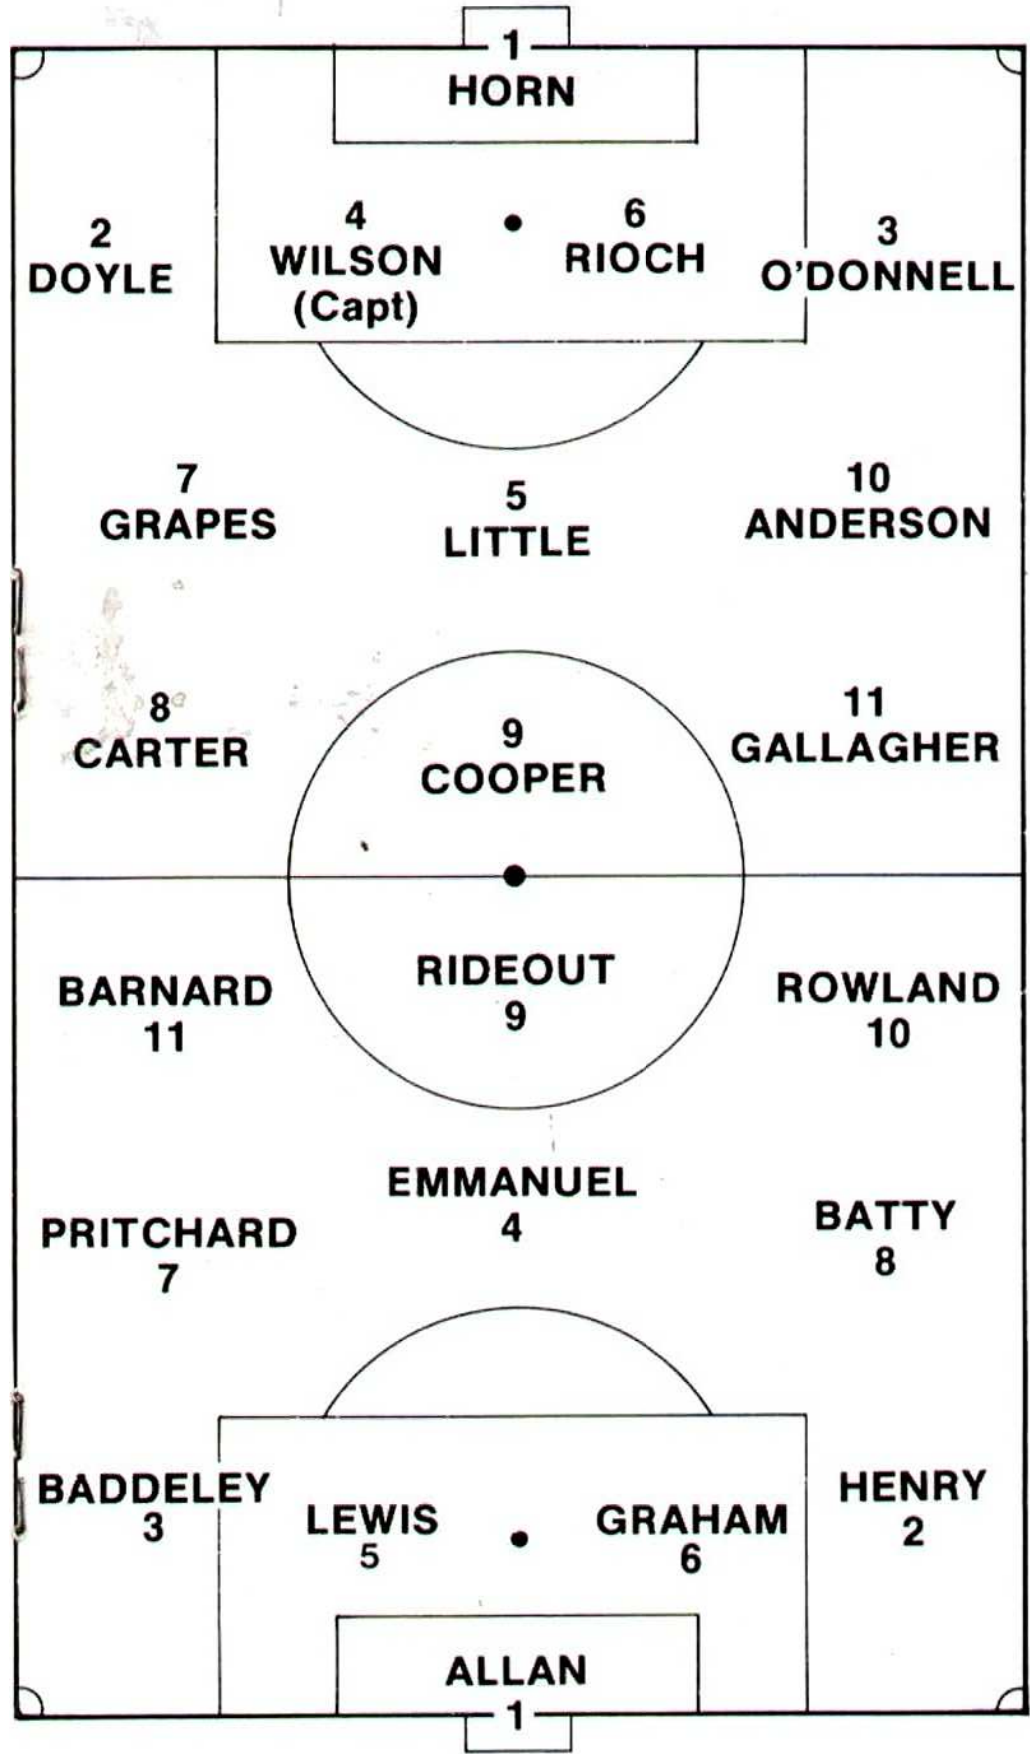 1
HORN
2
DOYLE
4
WILSON
(Capt)
6
RIOCH
3
O'DONNELL
7
GRAPES
5
LITTLE
10
ANDERSON
8
CARTER
9
COOPER
11
GALLAGHER
BARNARD
11
RIDEOUT
9
ROWLAND
10
PRITCHARD
7
EMMANUEL
4
BATTY
8
BADDELEY
3
LEWIS
5
GRAHAM
6
HENRY
2
ALLAN
1